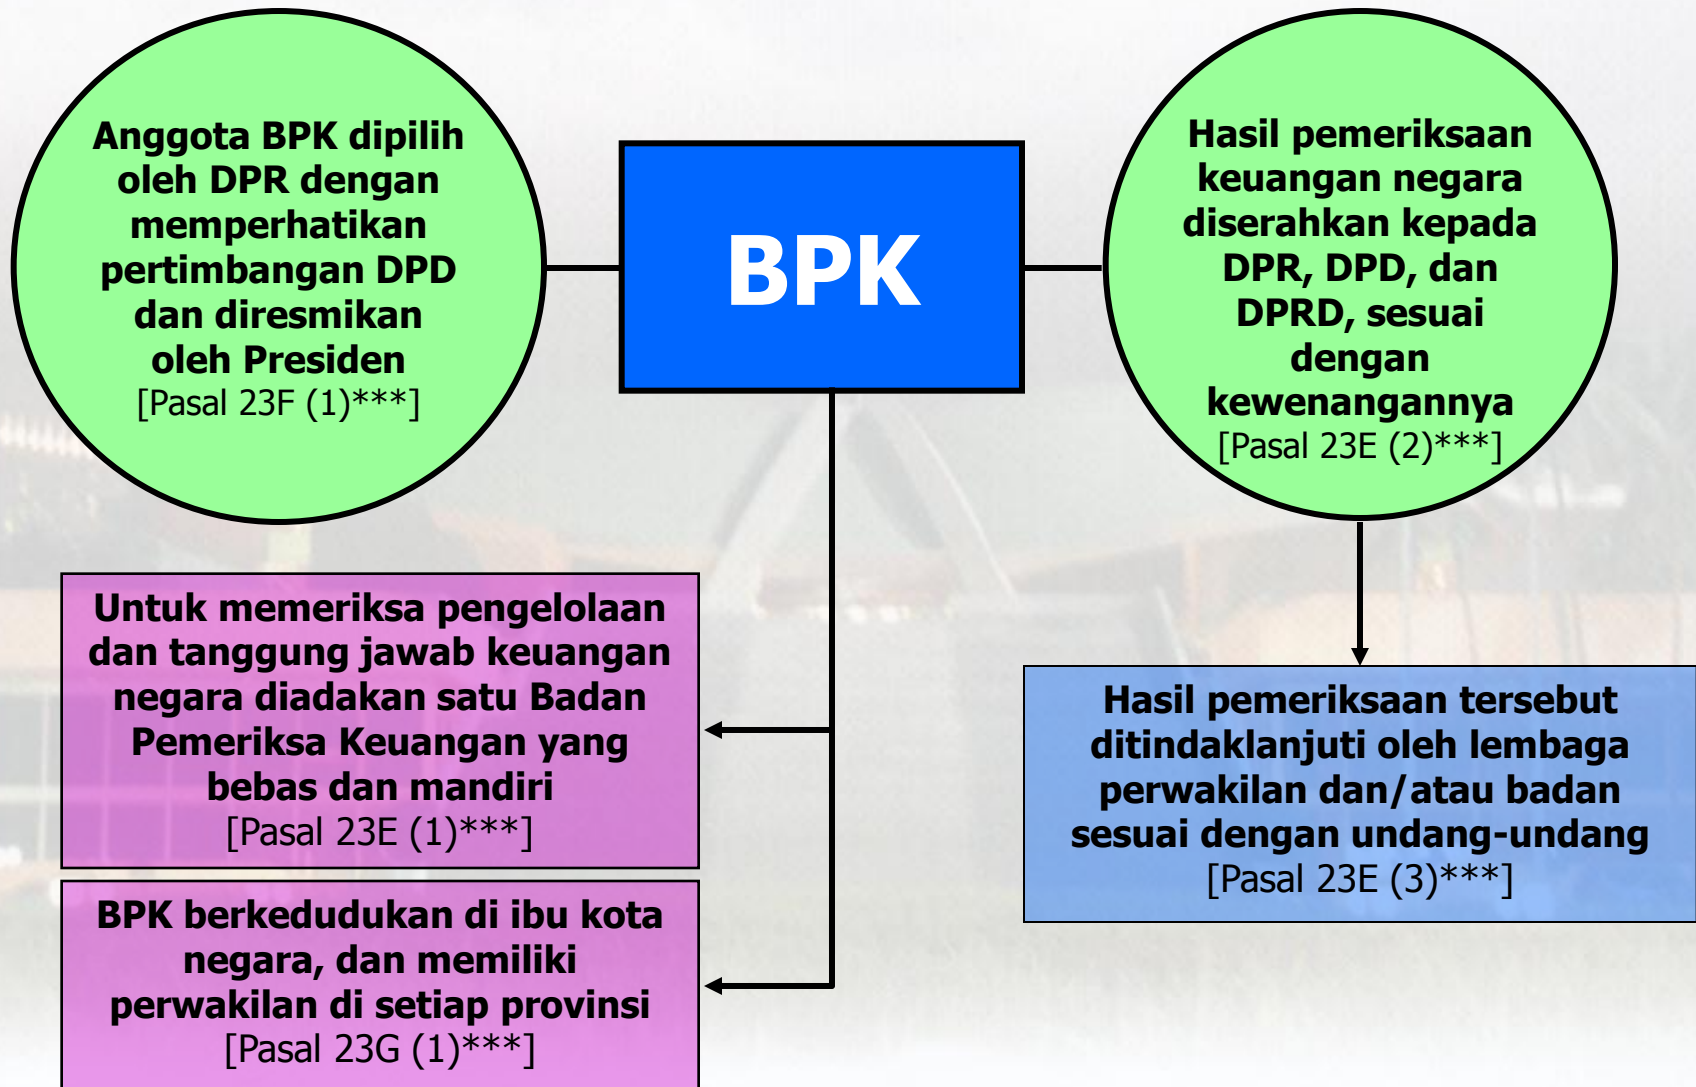 Anggota BPK dipilih
oleh DPR dengan
memperhatikan
pertimbangan DPD
dan diresmikan
oleh Presiden
[Pasal 23F (1)***]
BPK
Hasil pemeriksaan
keuangan negara
diserahkan kepada
DPR, DPD, dan
DPRD, sesuai
dengan
kewenangannya
[Pasal 23E (2)***]
Untuk memeriksa pengelolaan
dan tanggung jawab keuangan
negara diadakan satu Badan
Pemeriksa Keuangan yang
bebas dan mandiri
[Pasal 23E (1)***]
BPK berkedudukan di ibu kota
negara, dan memiliki
perwakilan di setiap provinsi
[Pasal 23G (1)***]
Hasil pemeriksaan tersebut
ditindaklanjuti oleh lembaga
perwakilan dan/atau badan
sesuai dengan undang-undang
[Pasal 23E (3)***]